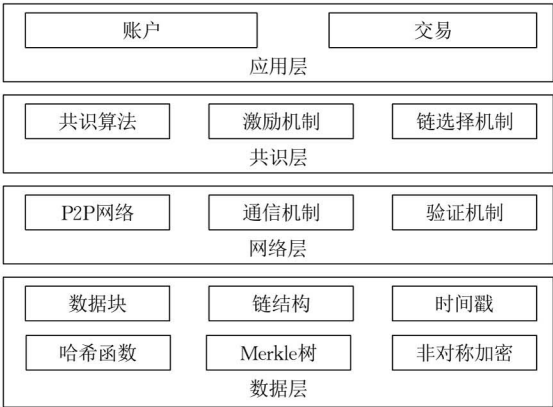 账户 交易
应用层
共识算法 激励机制 链选择机制
共识层
P2P网络 通信机制 验证机制
网络层
数据块 链结构 时间戳
哈希函数 Merkle树 非对称加密
数据层